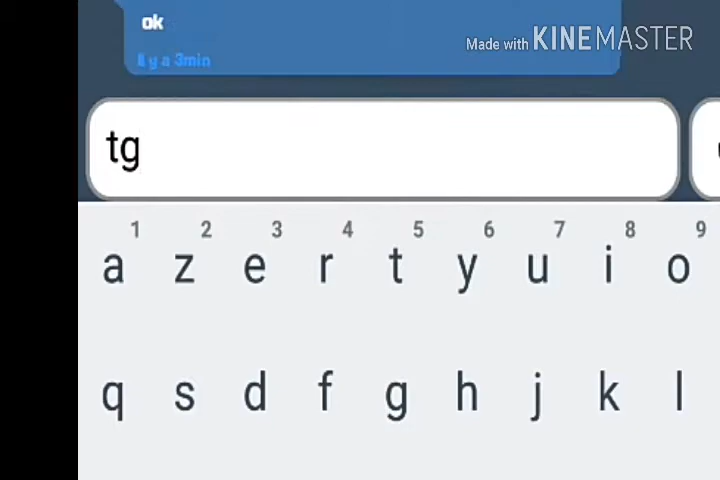 ok
Il y a 3min
Made with KINEMASTER
tg
1 2 3 4 5 6 7 8 9
a z e r t y u i o
q s d f g h j k l